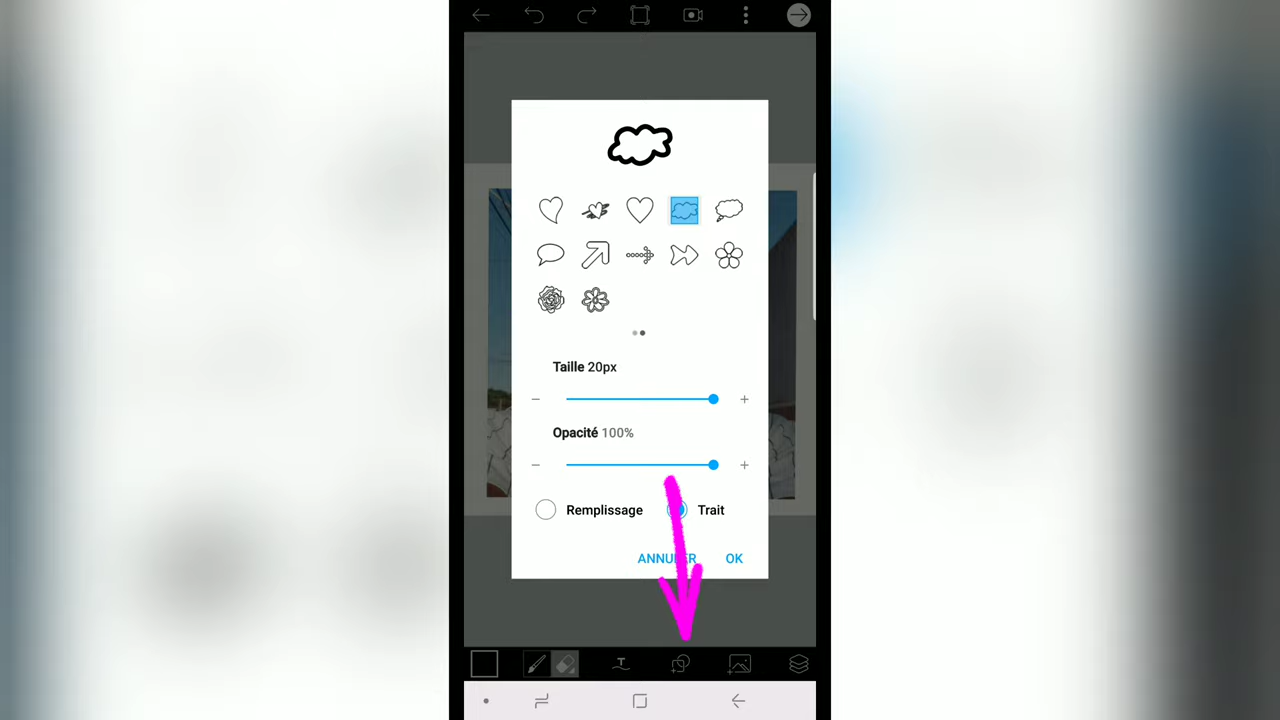 Taille 20px
Opacité 100%
Remplissage
Trait
ANNULER
OK
T